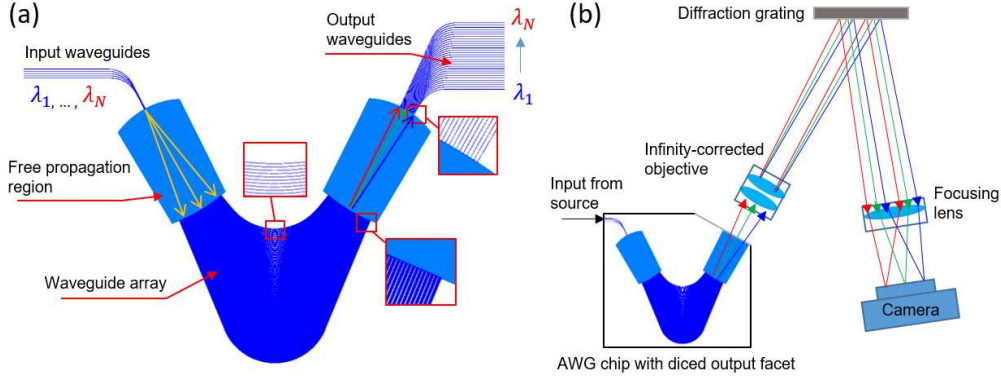 (a)
Output
waveguides
λN
λ1
Input waveguides
λ1, ..., λN
Free propagation
region
Waveguide array
(b)
Diffraction grating
Infinity-corrected
objective
Input from
source
Focusing
lens
Camera
AWG chip with diced output facet